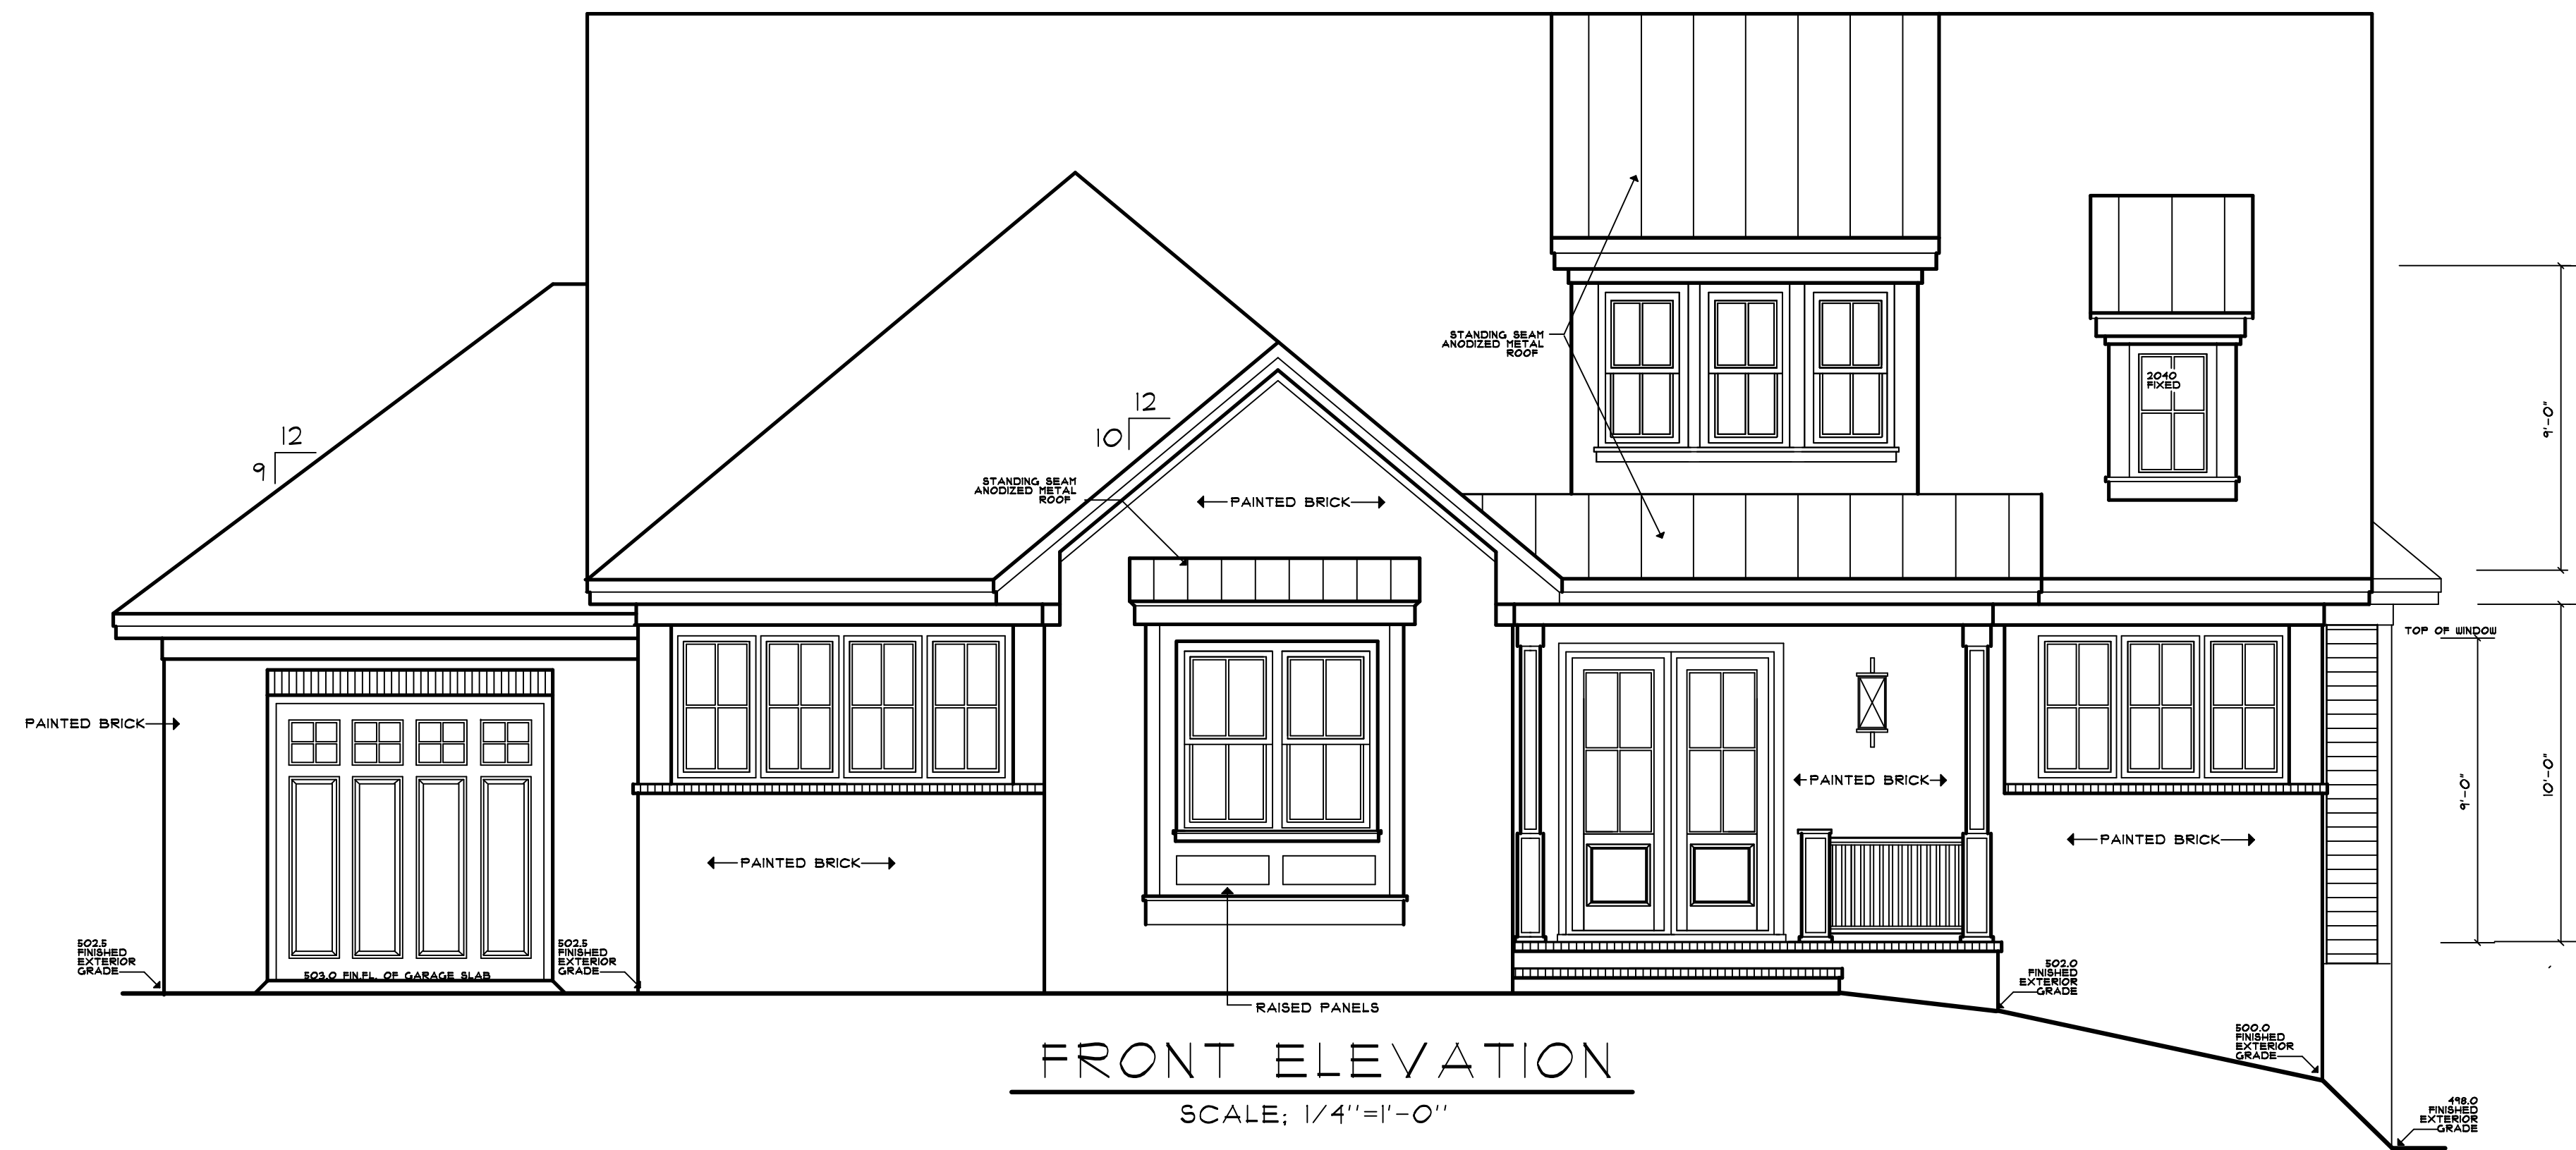 12
9
12
10
STANDING SEAM
ANODIZED METAL
ROOF
STANDING SEAM
ANODIZED METAL
ROOF
2040
FIXED
9'-0"
←PAINTED BRICK→
TOP OF WINDOW
PAINTED BRICK→
←PAINTED BRICK→
←PAINTED BRICK→
←PAINTED BRICK→
9'-0"
10'-0"
502.5
FINISHED
EXTERIOR
GRADE
503.0 FIN.FL. OF GARAGE SLAB
502.5
FINISHED
EXTERIOR
GRADE
RAISED PANELS
502.0
FINISHED
EXTERIOR
GRADE
500.0
FINISHED
EXTERIOR
GRADE
498.0
FINISHED
EXTERIOR
GRADE
FRONT ELEVATION
SCALE; 1/4''=1'-0''